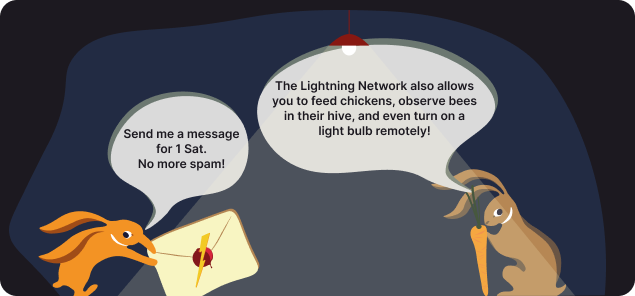 Send me a message
for 1 Sat.
No more spam!
The Lightning Network also allows
you to feed chickens, observe bees
in their hive, and even turn on a
light bulb remotely!